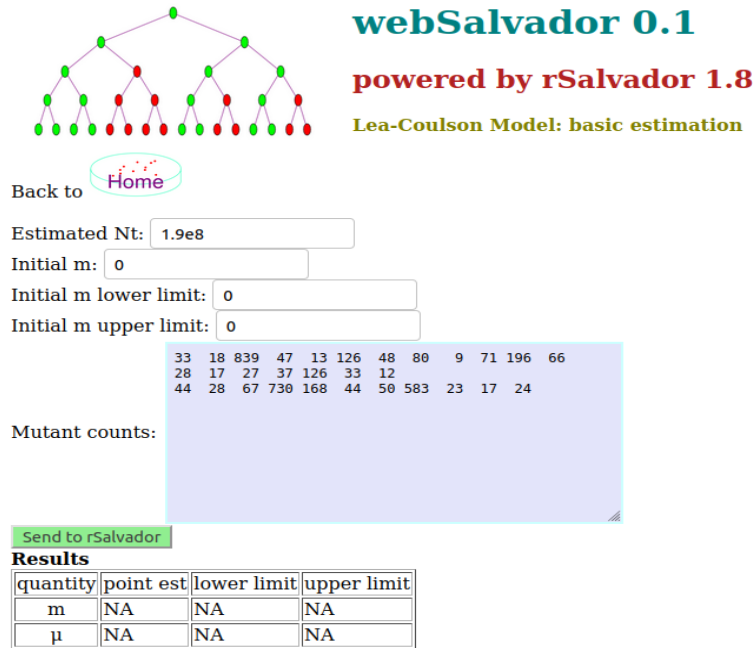 webSalvador 0.1
powered by rSalvador 1.8
Lea-Coulson Model: basic estimation
Back to Home
Estimated Nt: 1.9e8
Initial m: 0
Initial m lower limit: 0
Initial m upper limit: 0
Mutant counts:
33 18 839 47 13 126 48 80 9 71 196 66
28 17 27 37 126 33 12
44 28 67 730 168 44 50 583 23 17 24
Send to rSalvador
Results
quantity point est lower limit upper limit
m NA NA NA
μ NA NA NA